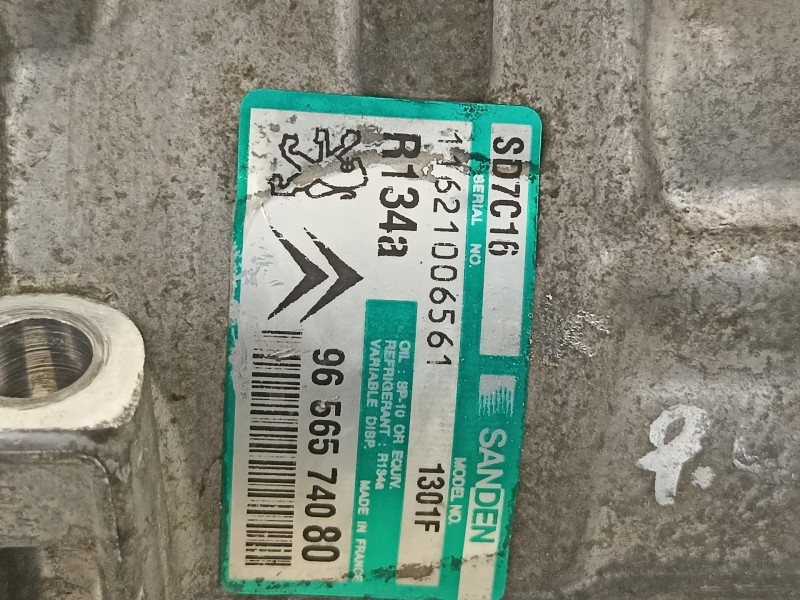 SD7C16
SANDEN
SERIAL NO.
MODEL NO.
11621006561
1301F
R134a
OIL : SP-10 OR EQUIV.
REFRIGERANT : R134a
VARIABLE DISP.
MADE IN FRANCE
96 565 740 80